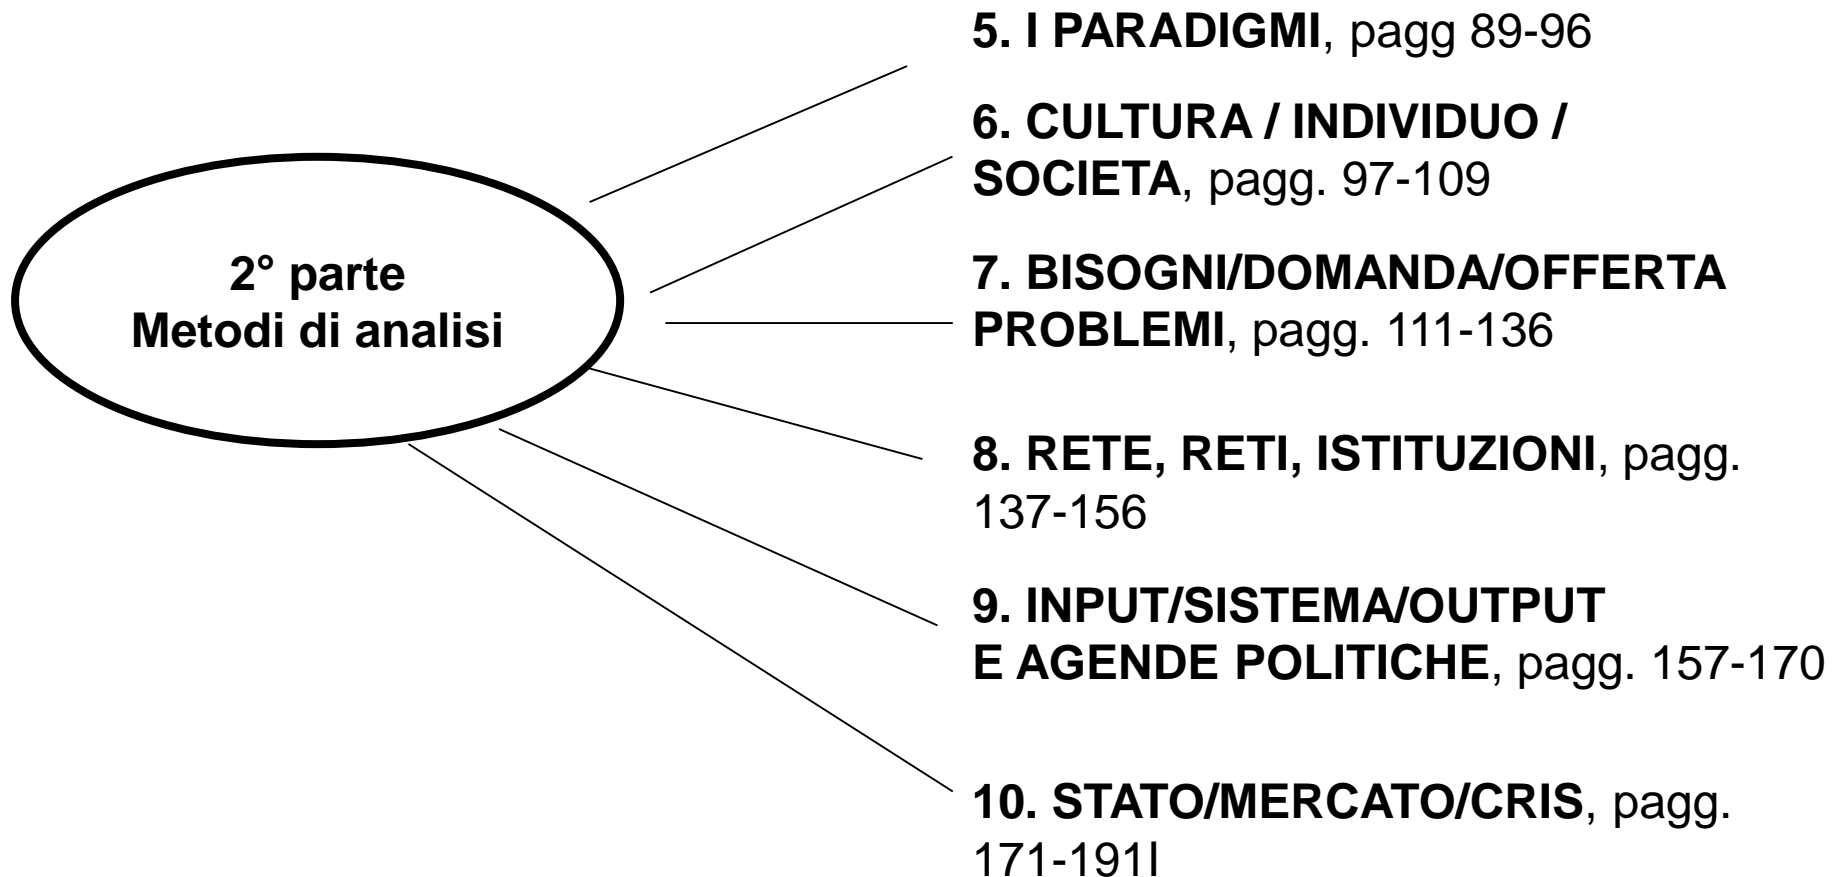 5. I PARADIGMI, pagg 89-96
6. CULTURA / INDIVIDUO /
SOCIETA, pagg. 97-109
2° parte
Metodi di analisi
7. BISOGNI/DOMANDA/OFFERTA
PROBLEMI, pagg. 111-136
8. RETE, RETI, ISTITUZIONI, pagg.
137-156
9. INPUT/SISTEMA/OUTPUT
E AGENDE POLITICHE, pagg. 157-170
10. STATO/MERCATO/CRIS, pagg.
171-191I